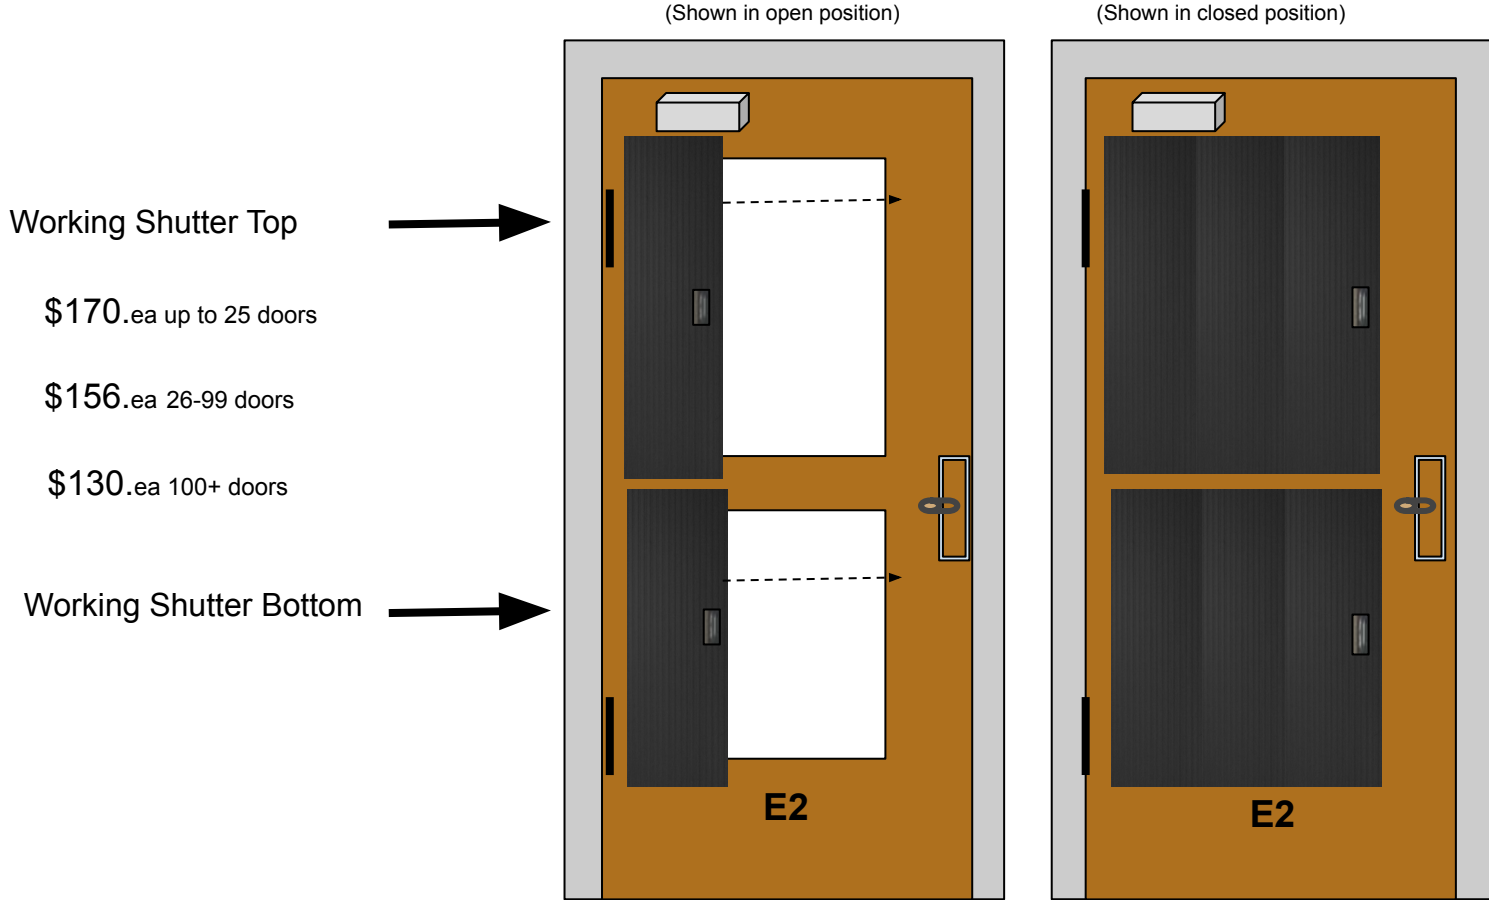 (Shown in open position)
(Shown in closed position)
Working Shutter Top
$170.ea up to 25 doors
$156.ea 26-99 doors
$130.ea 100+ doors
Working Shutter Bottom
E2
E2